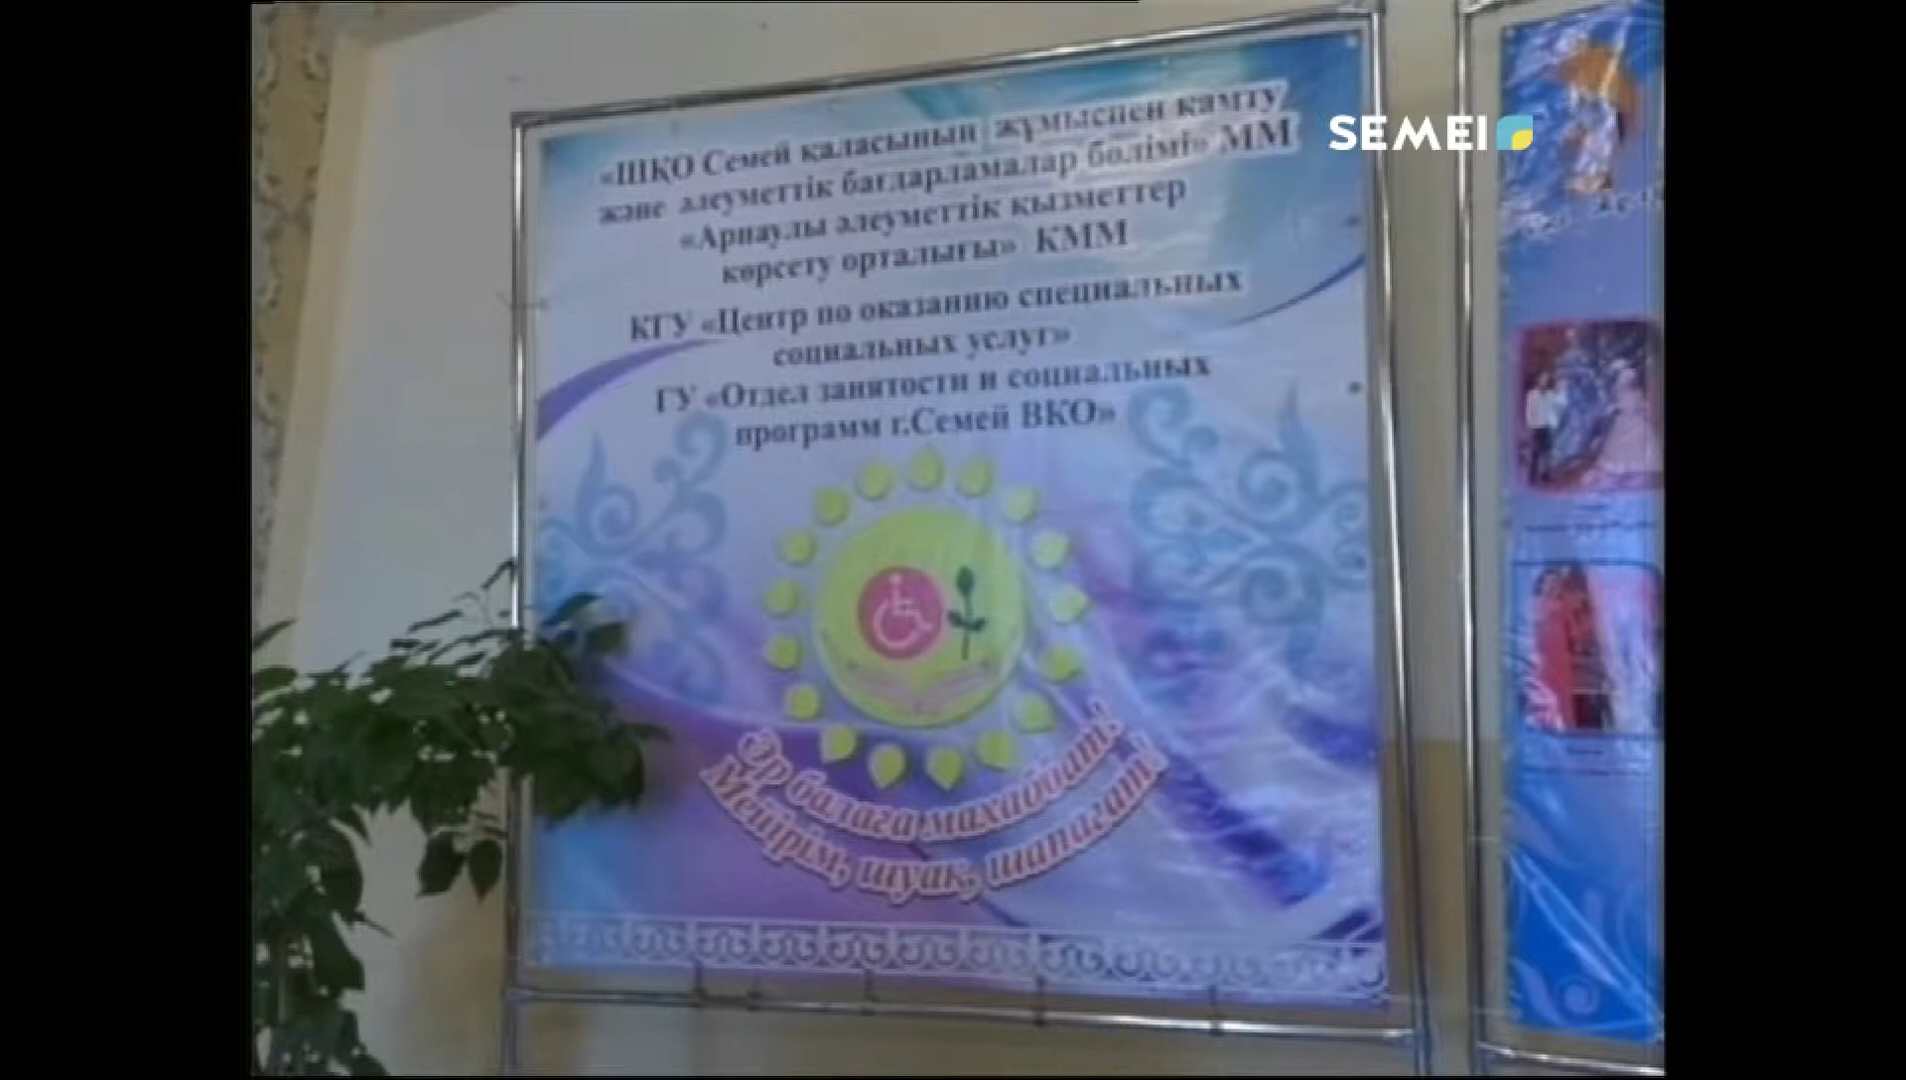 «ШҚО Семей қаласының жұмыспен қамту
және әлеуметтік бағдарламалар бөлімі» ММ
«Арнаулы әлеуметтік қызметтер
көрсету орталығы» КММ
КГУ «Центр по оказанию специальных
социальных услуг»
ГУ «Отдел занятости и социальных
программ г.Семей ВКО»
Әр балаға махаббат!
Мейірім, шуақ, шапағат!
SEMEI